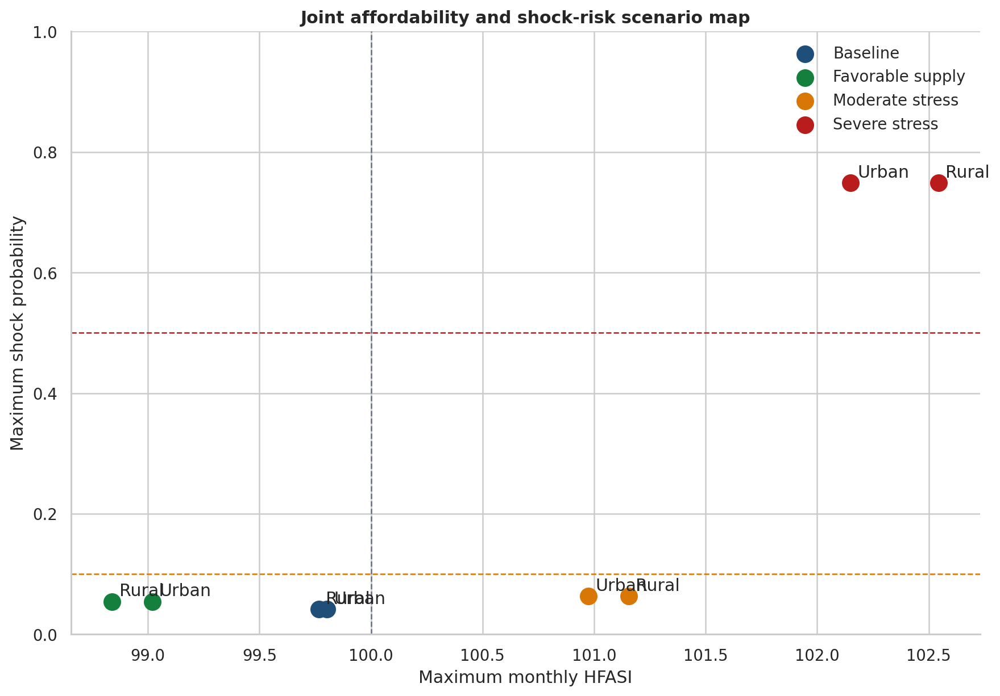 Joint affordability and shock-risk scenario map
Maximum shock probability
1.0
0.8
0.6
0.4
0.2
0.0
Baseline
Favorable supply
Moderate stress
Severe stress
Urban
Rural
Rural
Urban
Rural
Urban
Urban
Rural
99.0
99.5
100.0
100.5
101.0
101.5
102.0
102.5
Maximum monthly HFASI